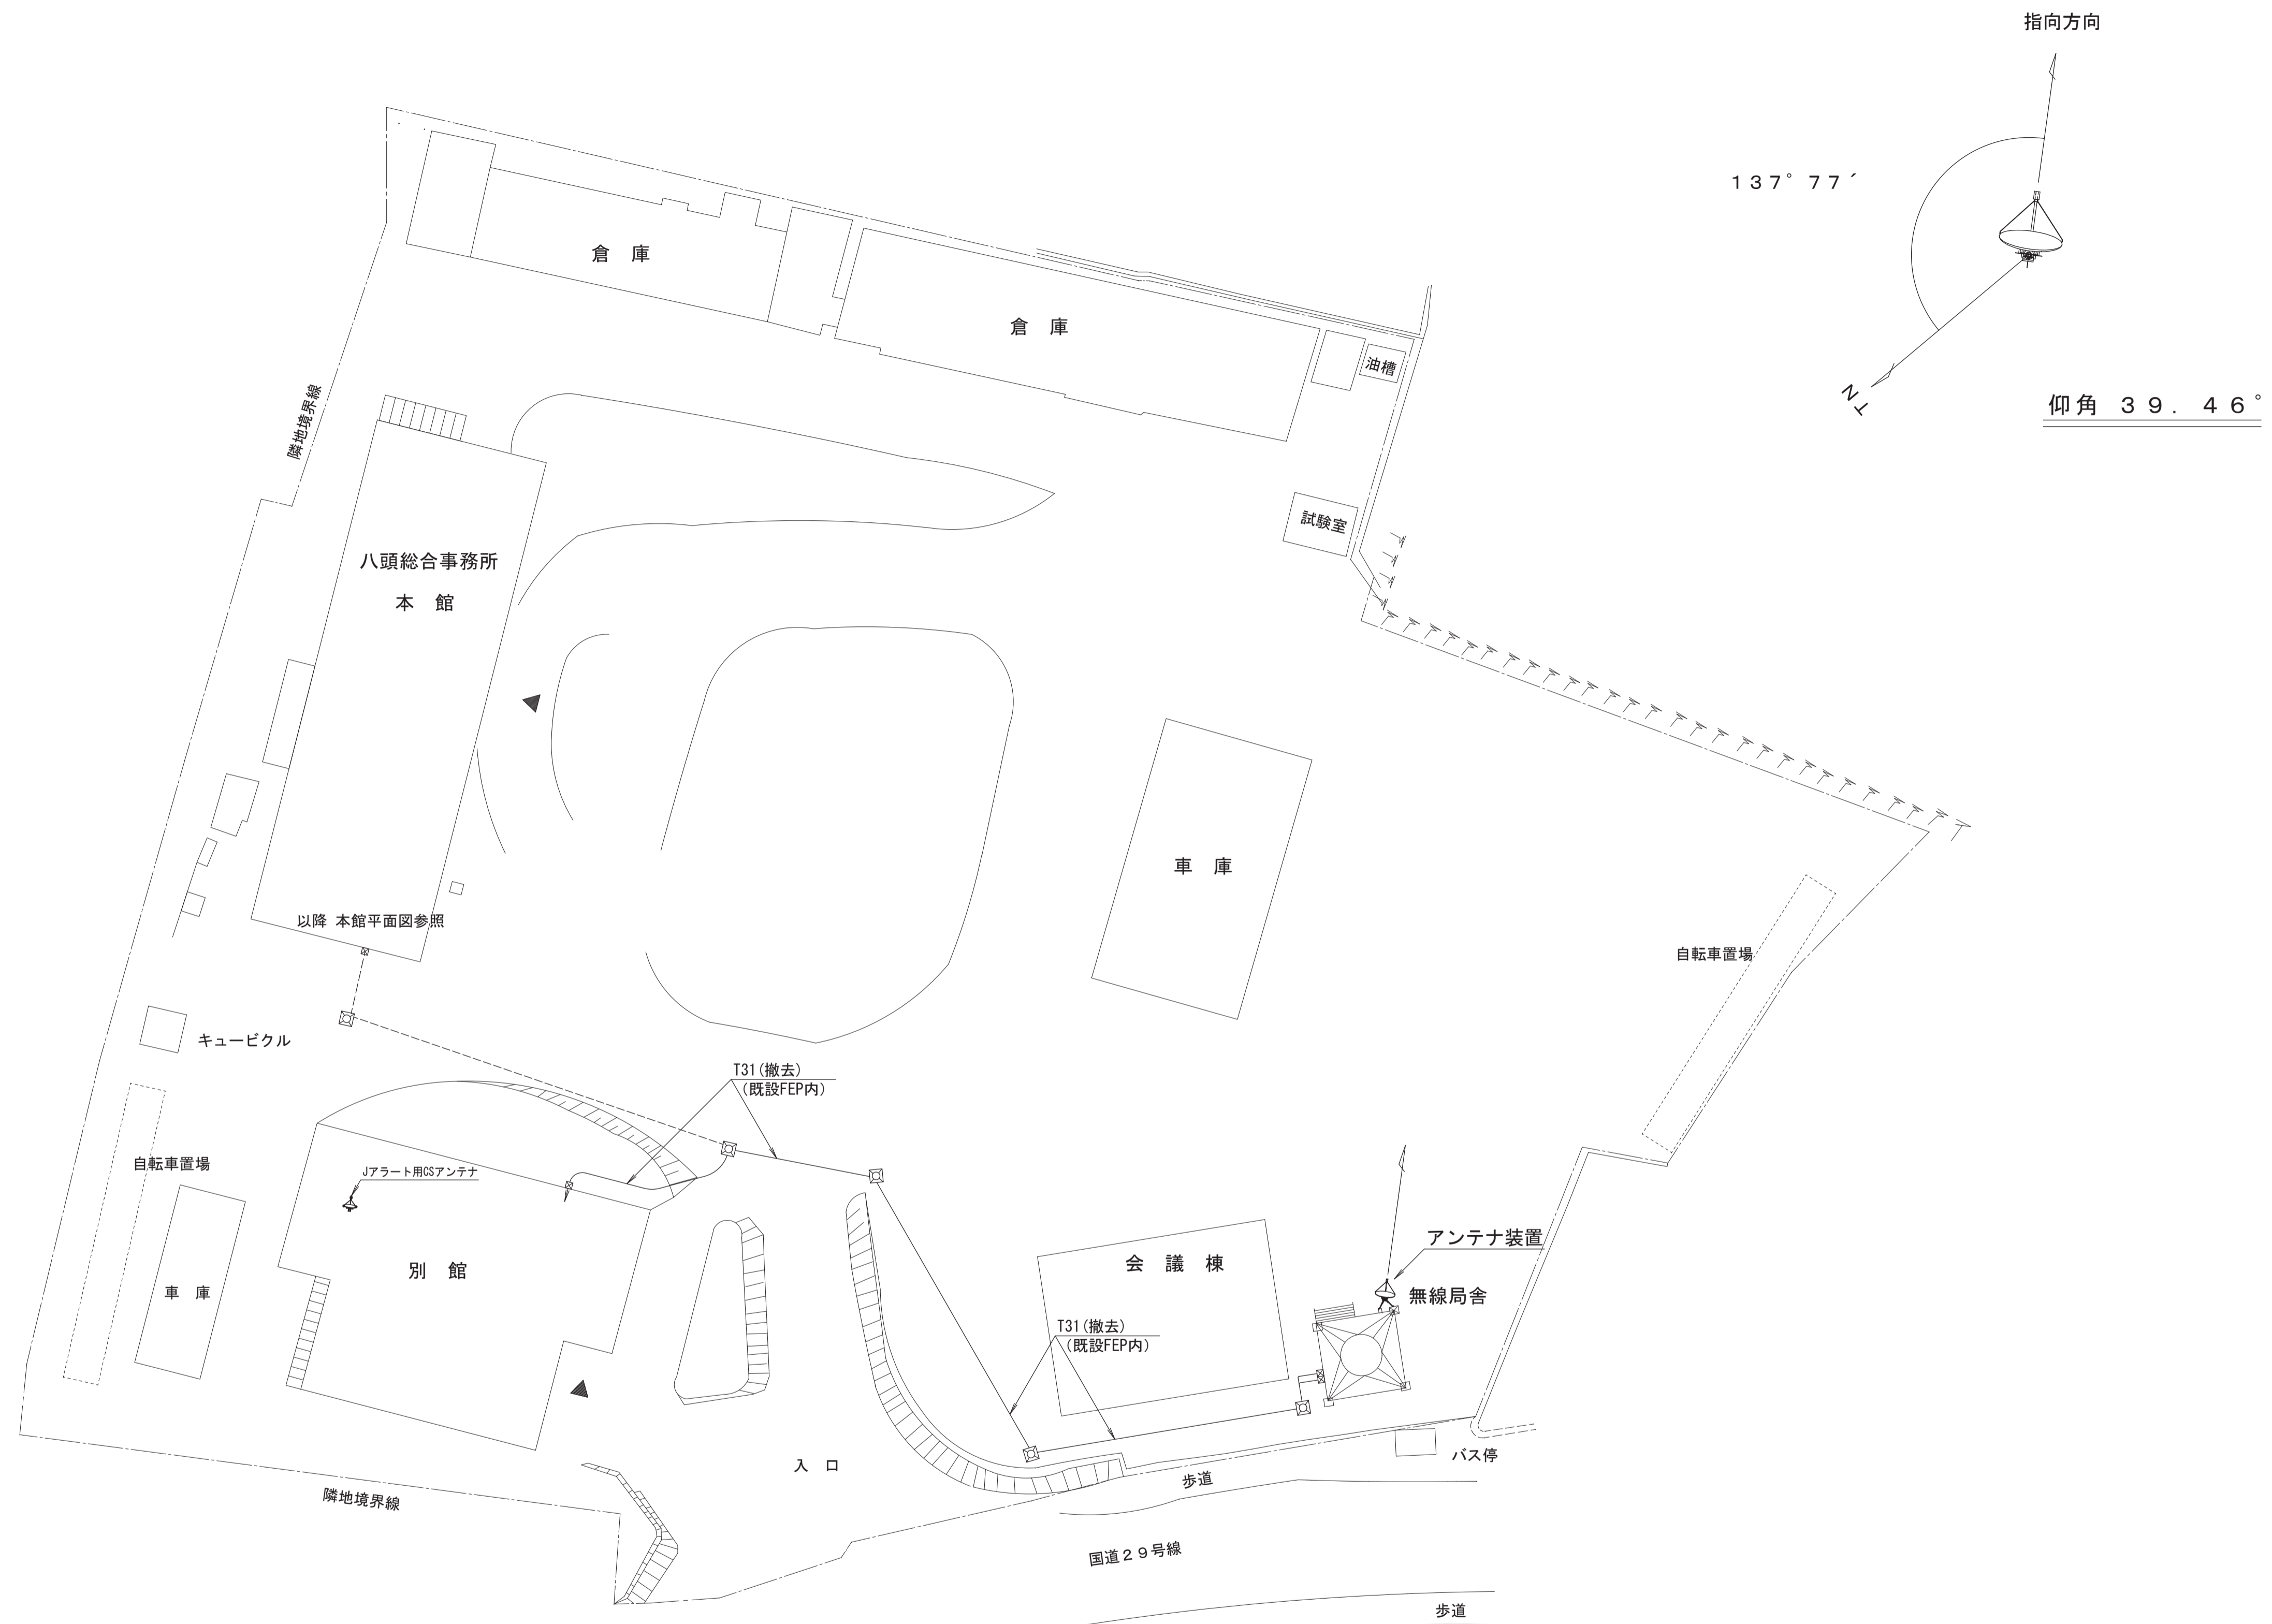 指向方向
１３７°７７′
仰角 ３９．４６°
TN
倉 庫
倉 庫
油槽
隣地境界線
試験室
八頭総合事務所
本 館
車 庫
以降 本館平面図参照
自転車置場
キュービクル
T31(撤去)
(既設FEP内)
自転車置場
Jアラート用CSアンテナ
アンテナ装置
別 館
会 議 棟
車 庫
無線局舎
T31(撤去)
(既設FEP内)
入 口
バス停
歩道
隣地境界線
国道２９号線
歩道